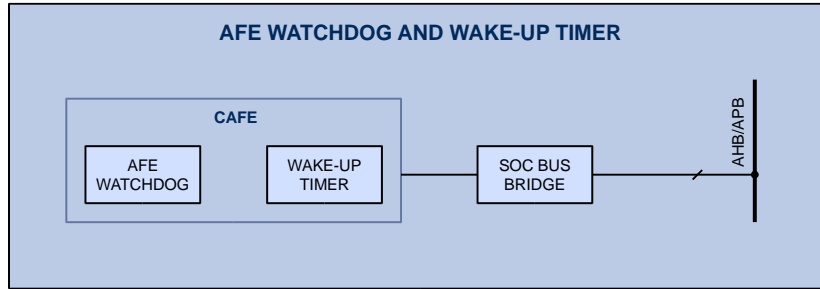 AFE WATCHDOG AND WAKE-UP TIMER
CAFE
AFE
WATCHDOG
WAKE-UP
TIMER
SOC BUS
BRIDGE
AHB/APB